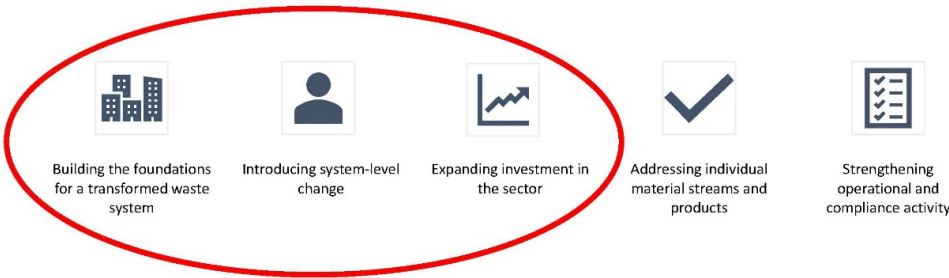 Building the foundations
for a transformed waste
system
Introducing system-level
change
Expanding investment in
the sector
Addressing individual
material streams and
products
Strengthening
operational and
compliance activity